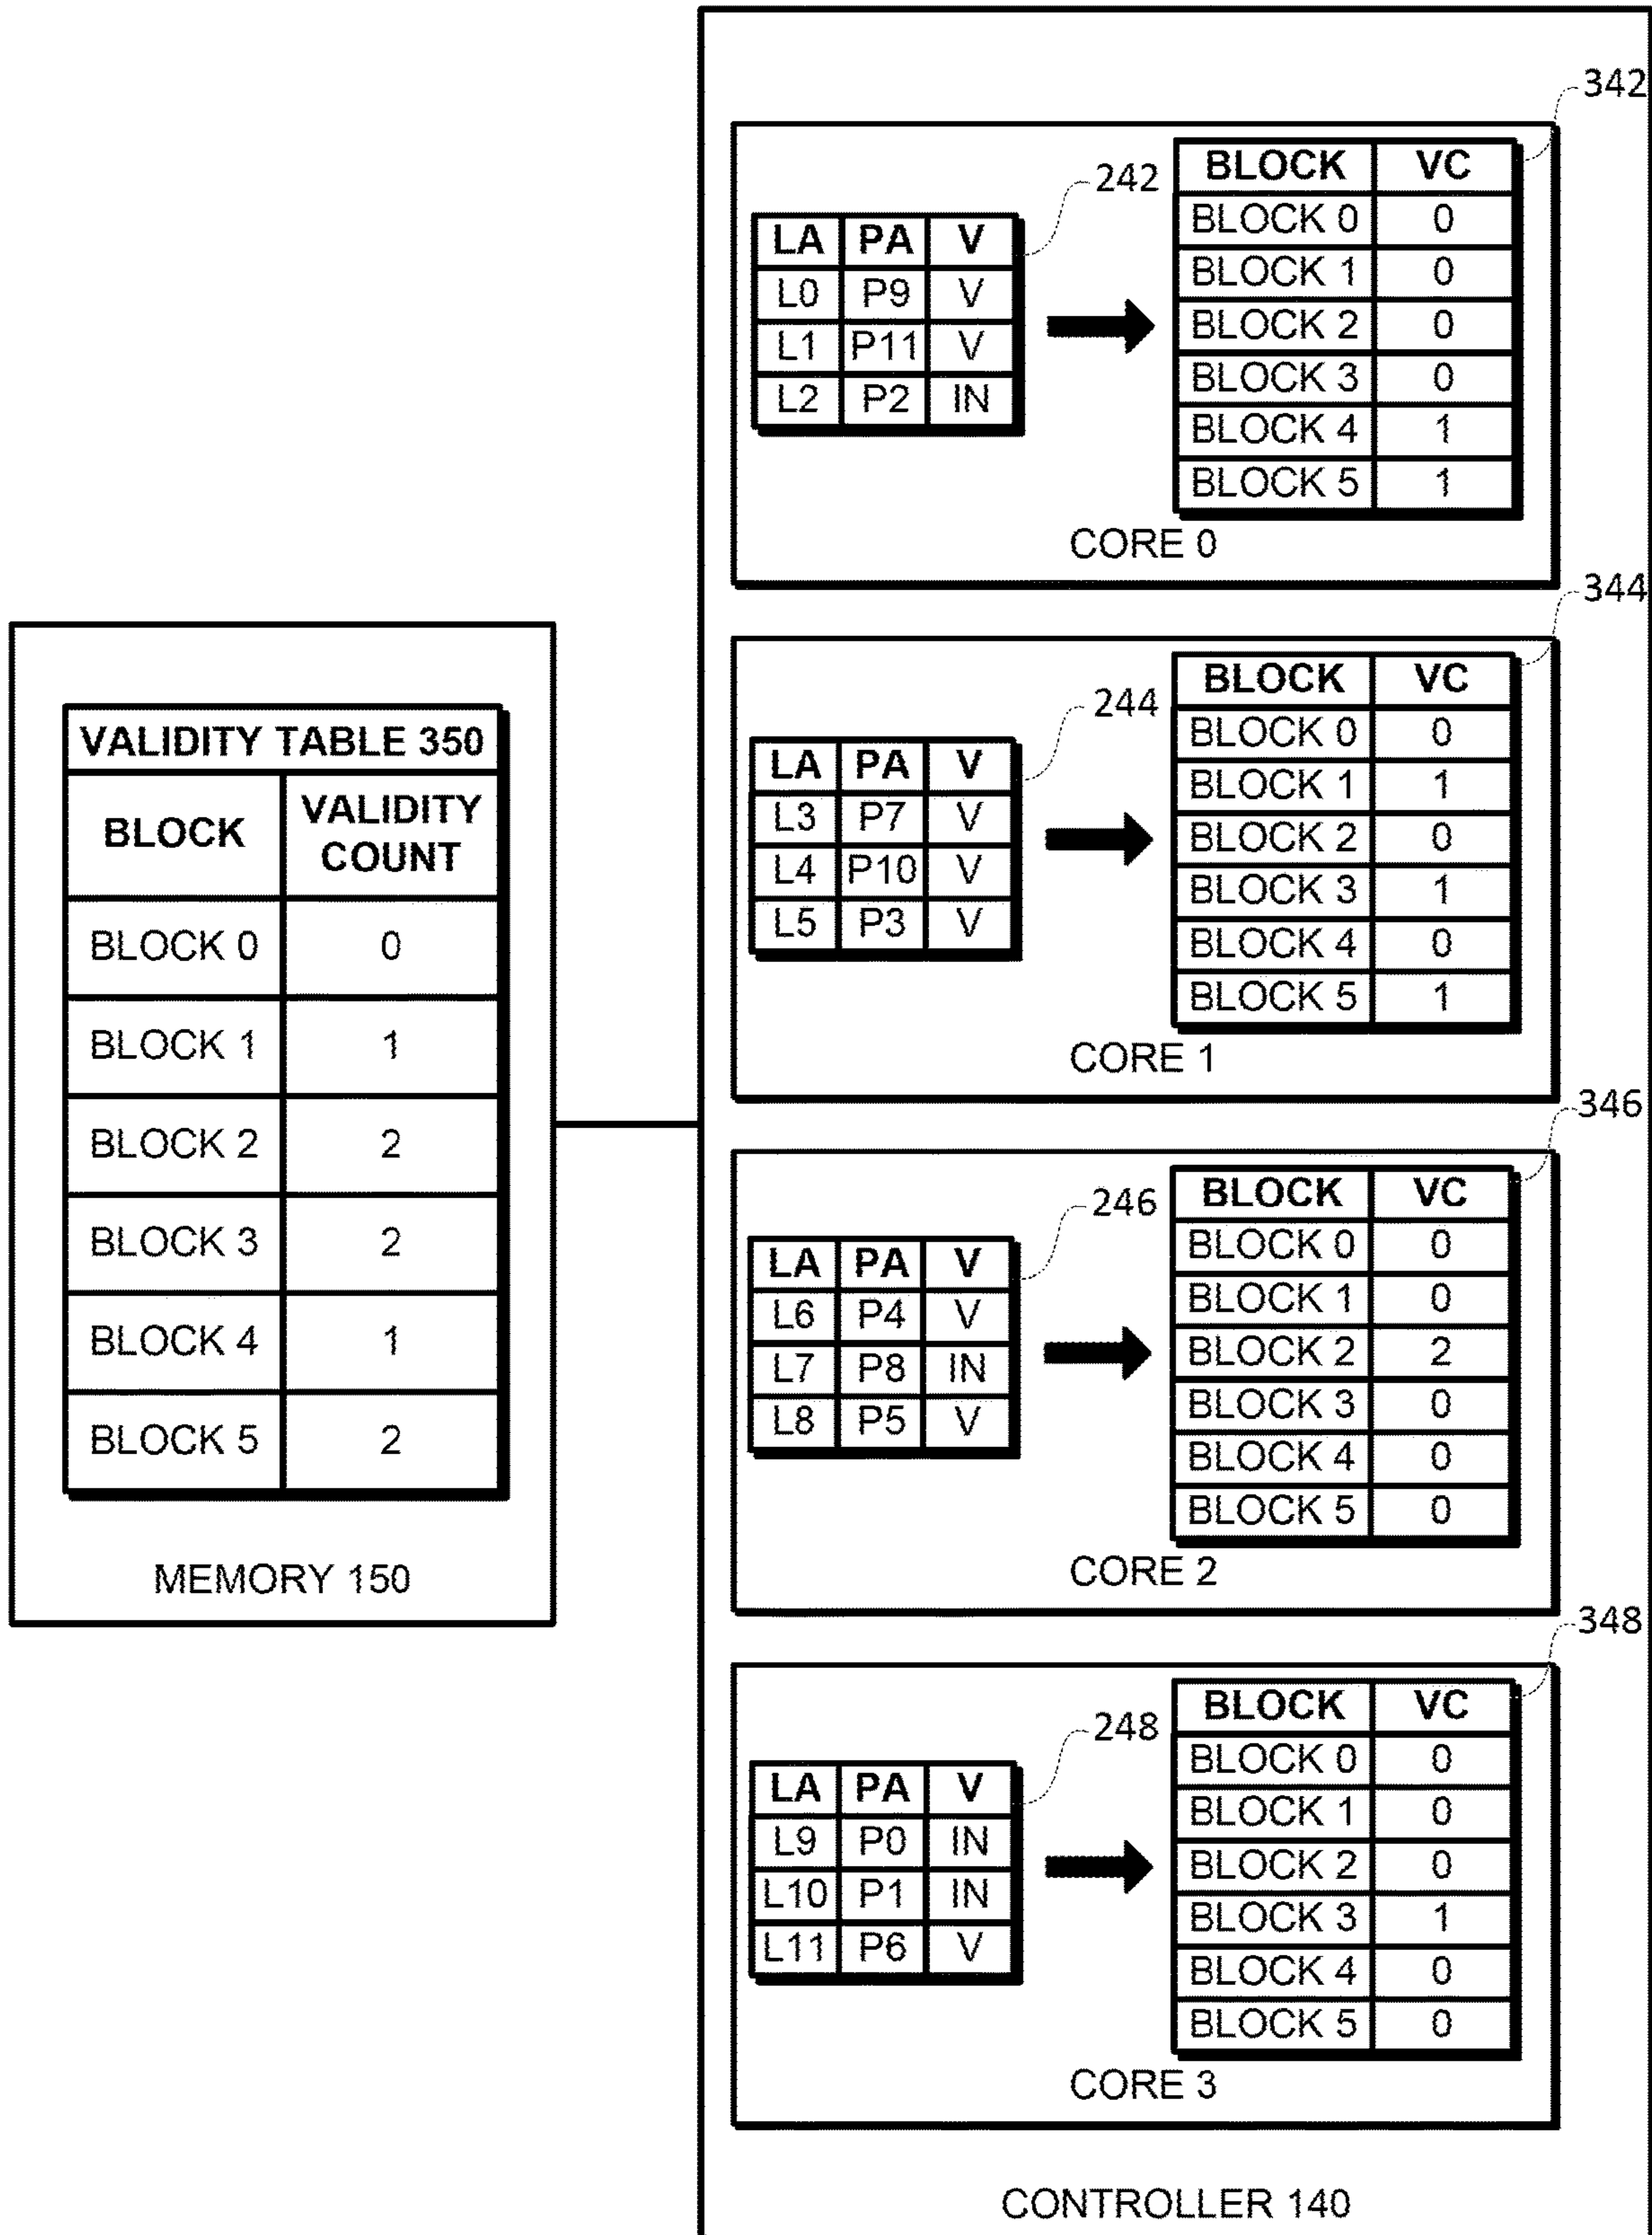 VALIDITY TABLE 350
BLOCK VALIDITY COUNT
BLOCK 0 0
BLOCK 1 1
BLOCK 2 2
BLOCK 3 2
BLOCK 4 1
BLOCK 5 2
MEMORY 150
342
242
LA PA V
L0 P9 V
L1 P11 V
L2 P2 IN
BLOCK VC
BLOCK 0 0
BLOCK 1 0
BLOCK 2 0
BLOCK 3 0
BLOCK 4 1
BLOCK 5 1
CORE 0
344
244
LA PA V
L3 P7 V
L4 P10 V
L5 P3 V
BLOCK VC
BLOCK 0 0
BLOCK 1 1
BLOCK 2 0
BLOCK 3 1
BLOCK 4 0
BLOCK 5 1
CORE 1
346
246
LA PA V
L6 P4 V
L7 P8 IN
L8 P5 V
BLOCK VC
BLOCK 0 0
BLOCK 1 0
BLOCK 2 2
BLOCK 3 0
BLOCK 4 0
BLOCK 5 0
CORE 2
348
248
LA PA V
L9 P0 IN
L10 P1 IN
L11 P6 V
BLOCK VC
BLOCK 0 0
BLOCK 1 0
BLOCK 2 0
BLOCK 3 1
BLOCK 4 0
BLOCK 5 0
CORE 3
CONTROLLER 140